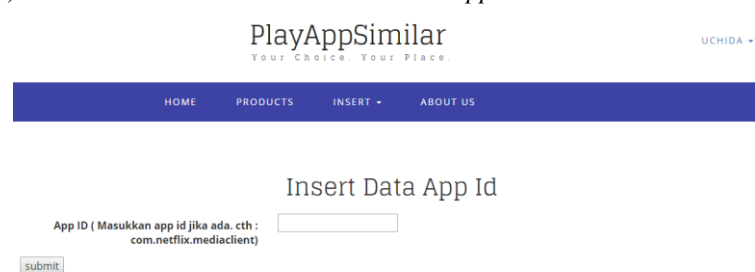 PlayAppSimilar
Your Choice. Your Place.
UCHIDA
HOME PRODUCTS INSERT ABOUT US
Insert Data App Id
App ID ( Masukkan app id jika ada. cth :
com.netflix.mediaclient)
submit